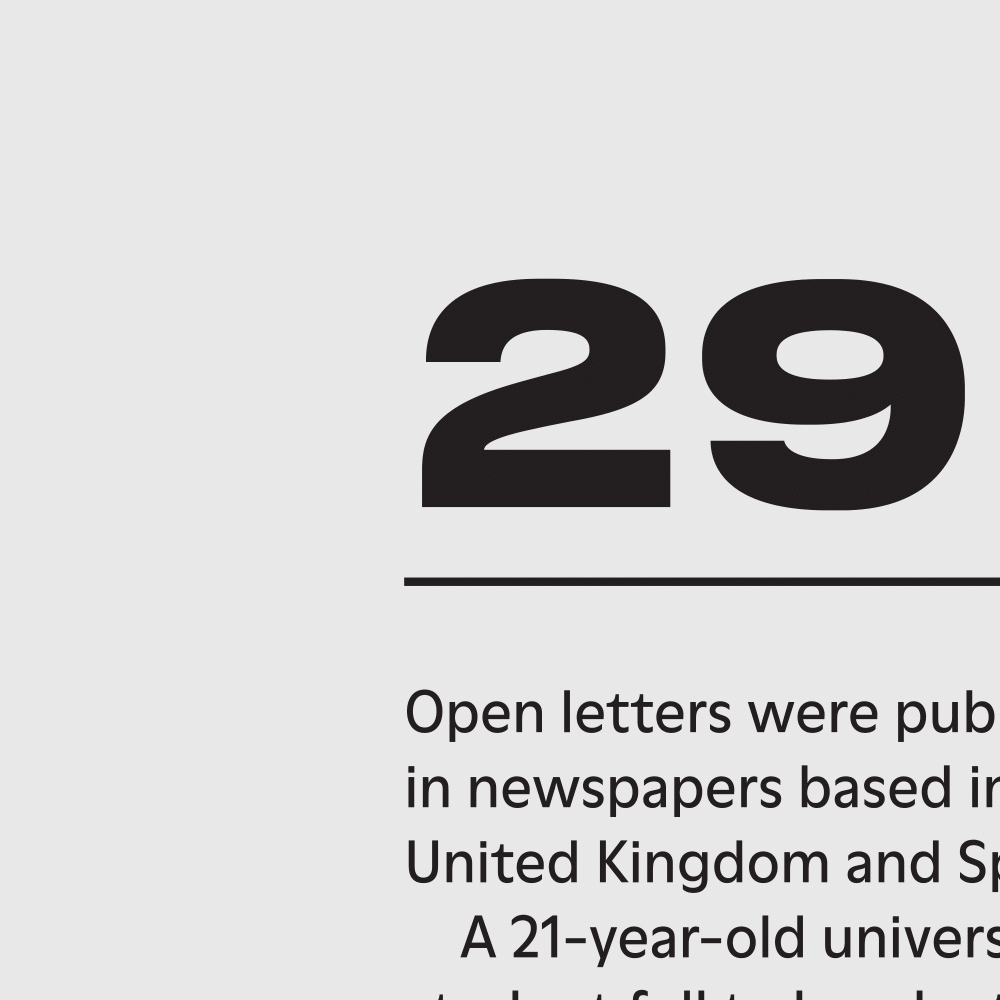 29
Open letters were pub
in newspapers based in
United Kingdom and Sp
A 21-year-old univers